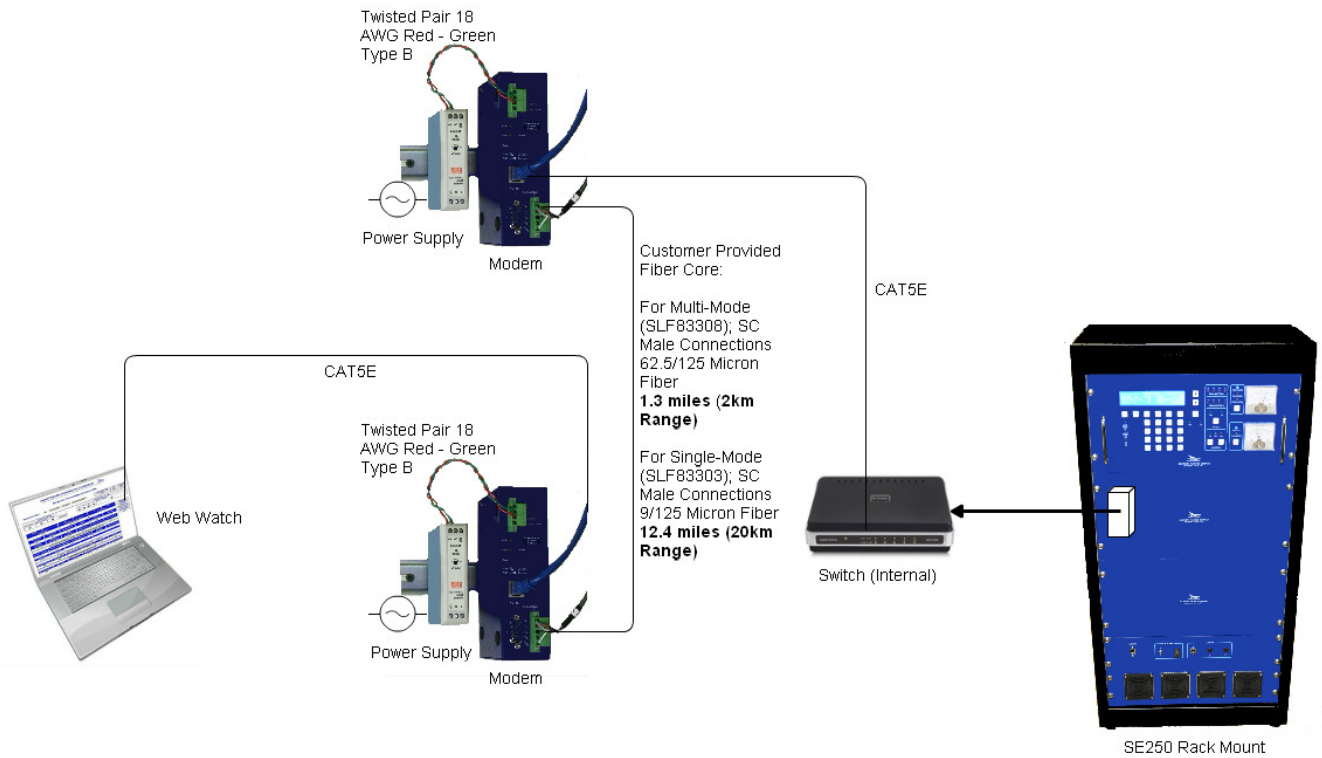 Twisted Pair 18
AWG Red - Green
Type B
Power Supply
Modem
Customer Provided
Fiber Core:
For Multi-Mode
(SLF83308); SC
Male Connections
62.5/125 Micron
Fiber
1.3 miles (2km
Range)
For Single-Mode
(SLF83303); SC
Male Connections
9/125 Micron Fiber
12.4 miles (20km
Range)
CAT5E
CAT5E
Twisted Pair 18
AWG Red - Green
Type B
Web Watch
Power Supply
Modem
Switch (Internal)
SE250 Rack Mount